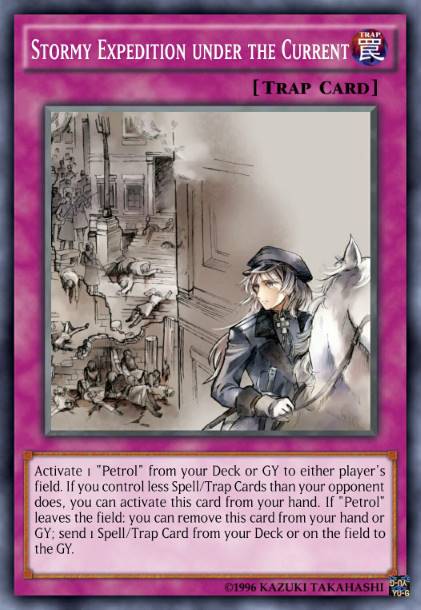 STORMY EXPEDITION UNDER THE CURRENT
TRAP
罠
[TRAP CARD]
Activate 1 "Petrol" from your Deck or GY to either player's
field. If you control less Spell/Trap Cards than your opponent
does, you can activate this card from your hand. If "Petrol"
leaves the field: you can remove this card from your hand or
GY; send 1 Spell/Trap Card from your Deck or on the field to
the GY.
©1996 KAZUKI TAKAHASHI